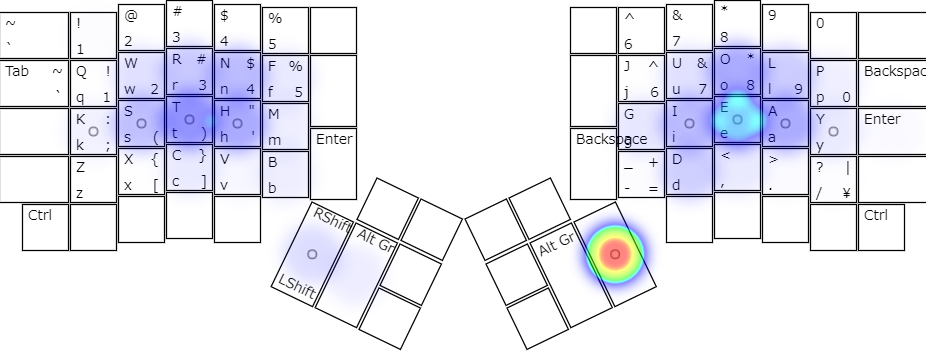 ~ ! @ # $ % ^ & * 9 0
` 1 2 3 4 5 6 7 8
Tab ~ Q ! W R # N $ F % J ^ U & O * L P Backspac
` q 1 w 2 r 3 n 4 f 5 j 6 u 7 o 8 l 9 p 0
K : S T H " M G I E A Y Enter
k ; s ( t ) h ' m g i e a y
Enter Backspace
Z X { C } V B _ + D < > ? |
z x [ c ] v b - = d , . / ¥
Ctrl Ctrl
RShift Alt Gr Alt Gr
LShift